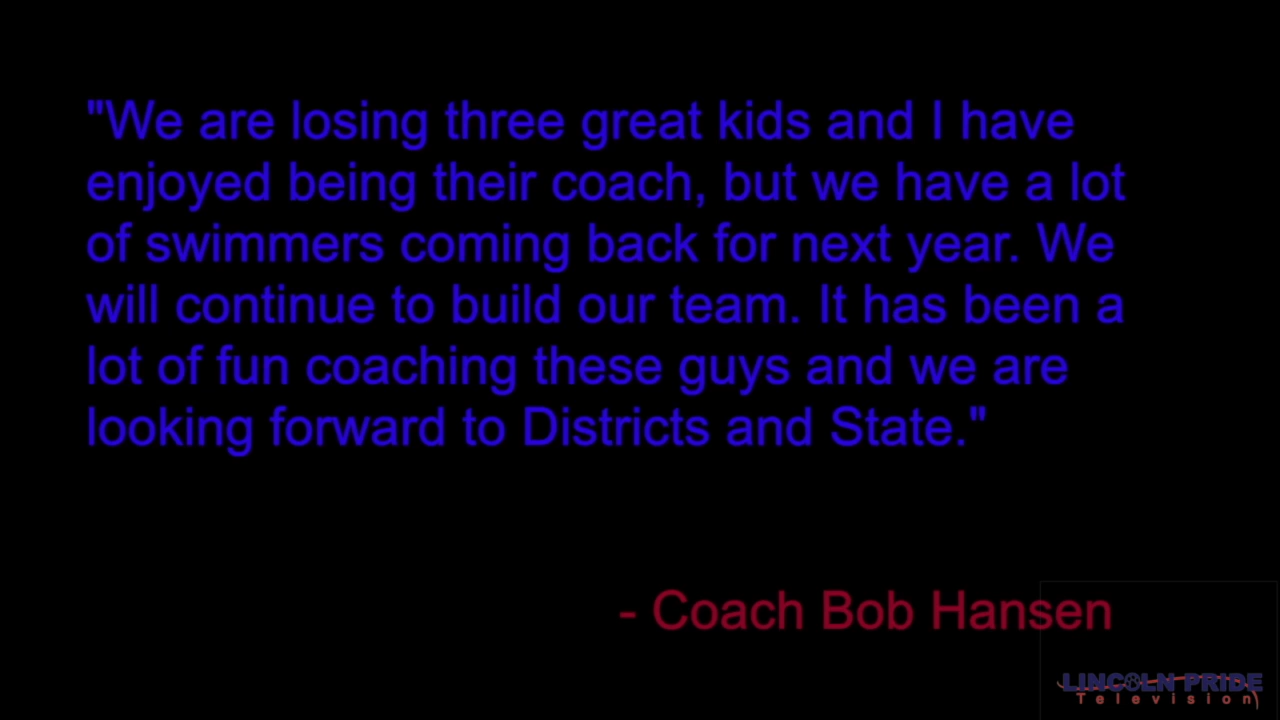 "We are losing three great kids and I have
enjoyed being their coach, but we have a lot
of swimmers coming back for next year. We
will continue to build our team. It has been a
lot of fun coaching these guys and we are
looking forward to Districts and State."
- Coach Bob Hansen
LINCOLN PRIDE
Television